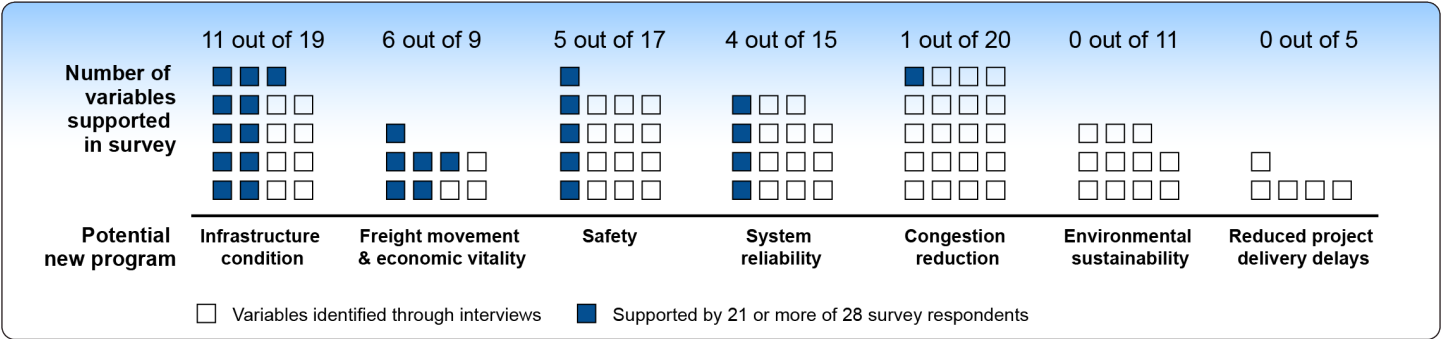 11 out of 19
6 out of 9
5 out of 17
4 out of 15
1 out of 20
0 out of 11
0 out of 5
Number of
variables
supported
in survey
Potential
new program
Infrastructure
condition
Freight movement
& economic vitality
Safety
System
reliability
Congestion
reduction
Environmental
sustainability
Reduced project
delivery delays
Variables identified through interviews
Supported by 21 or more of 28 survey respondents